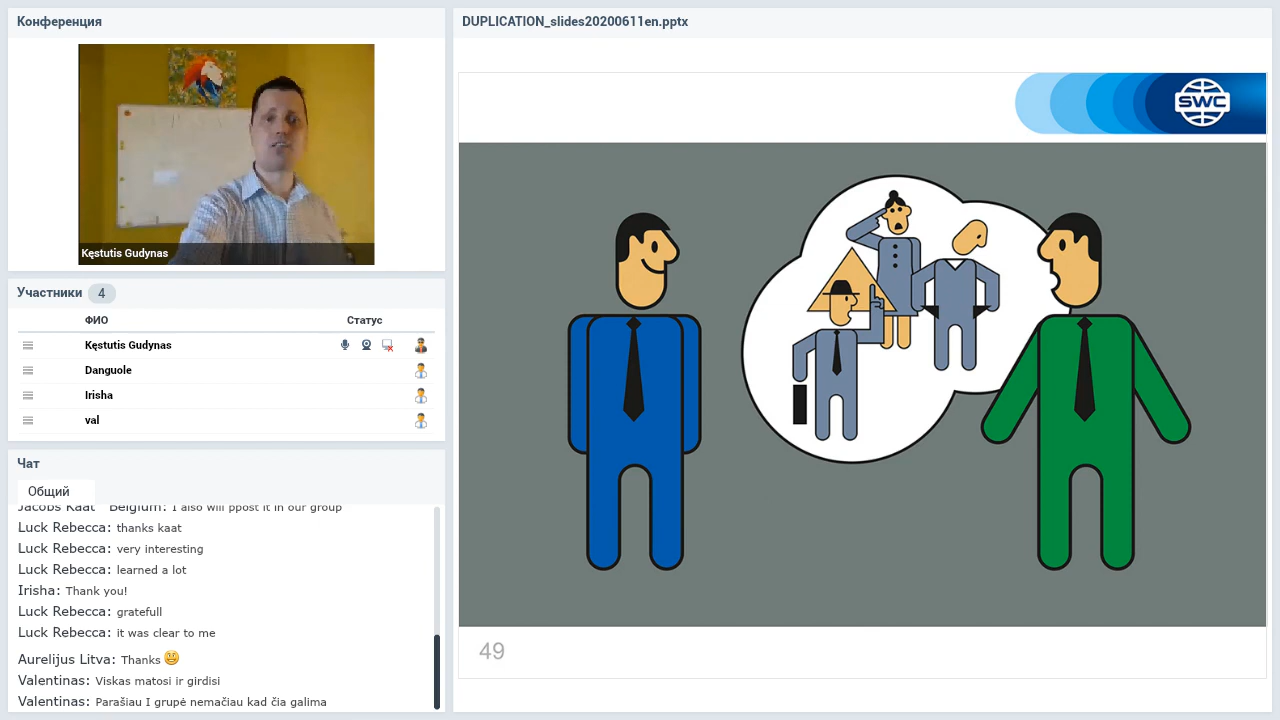 Конференция
Kęstutis Gudynas
Участники 4
ФИО Статус
Kęstutis Gudynas
Danguole
Irisha
val
Чат
Общий
Jacobs Kaat Belgium: I also will ppost it in our group
Luck Rebecca: thanks kaat
Luck Rebecca: very interesting
Luck Rebecca: learned a lot
Irisha: Thank you!
Luck Rebecca: gratefull
Luck Rebecca: it was clear to me
Aurelijus Litva: Thanks
Valentinas: Viskas matosi ir girdisi
Valentinas: Parašiau I grupė nemačiau kad čia galima
DUPLICATION_slides20200611en.pptx
SWC
49